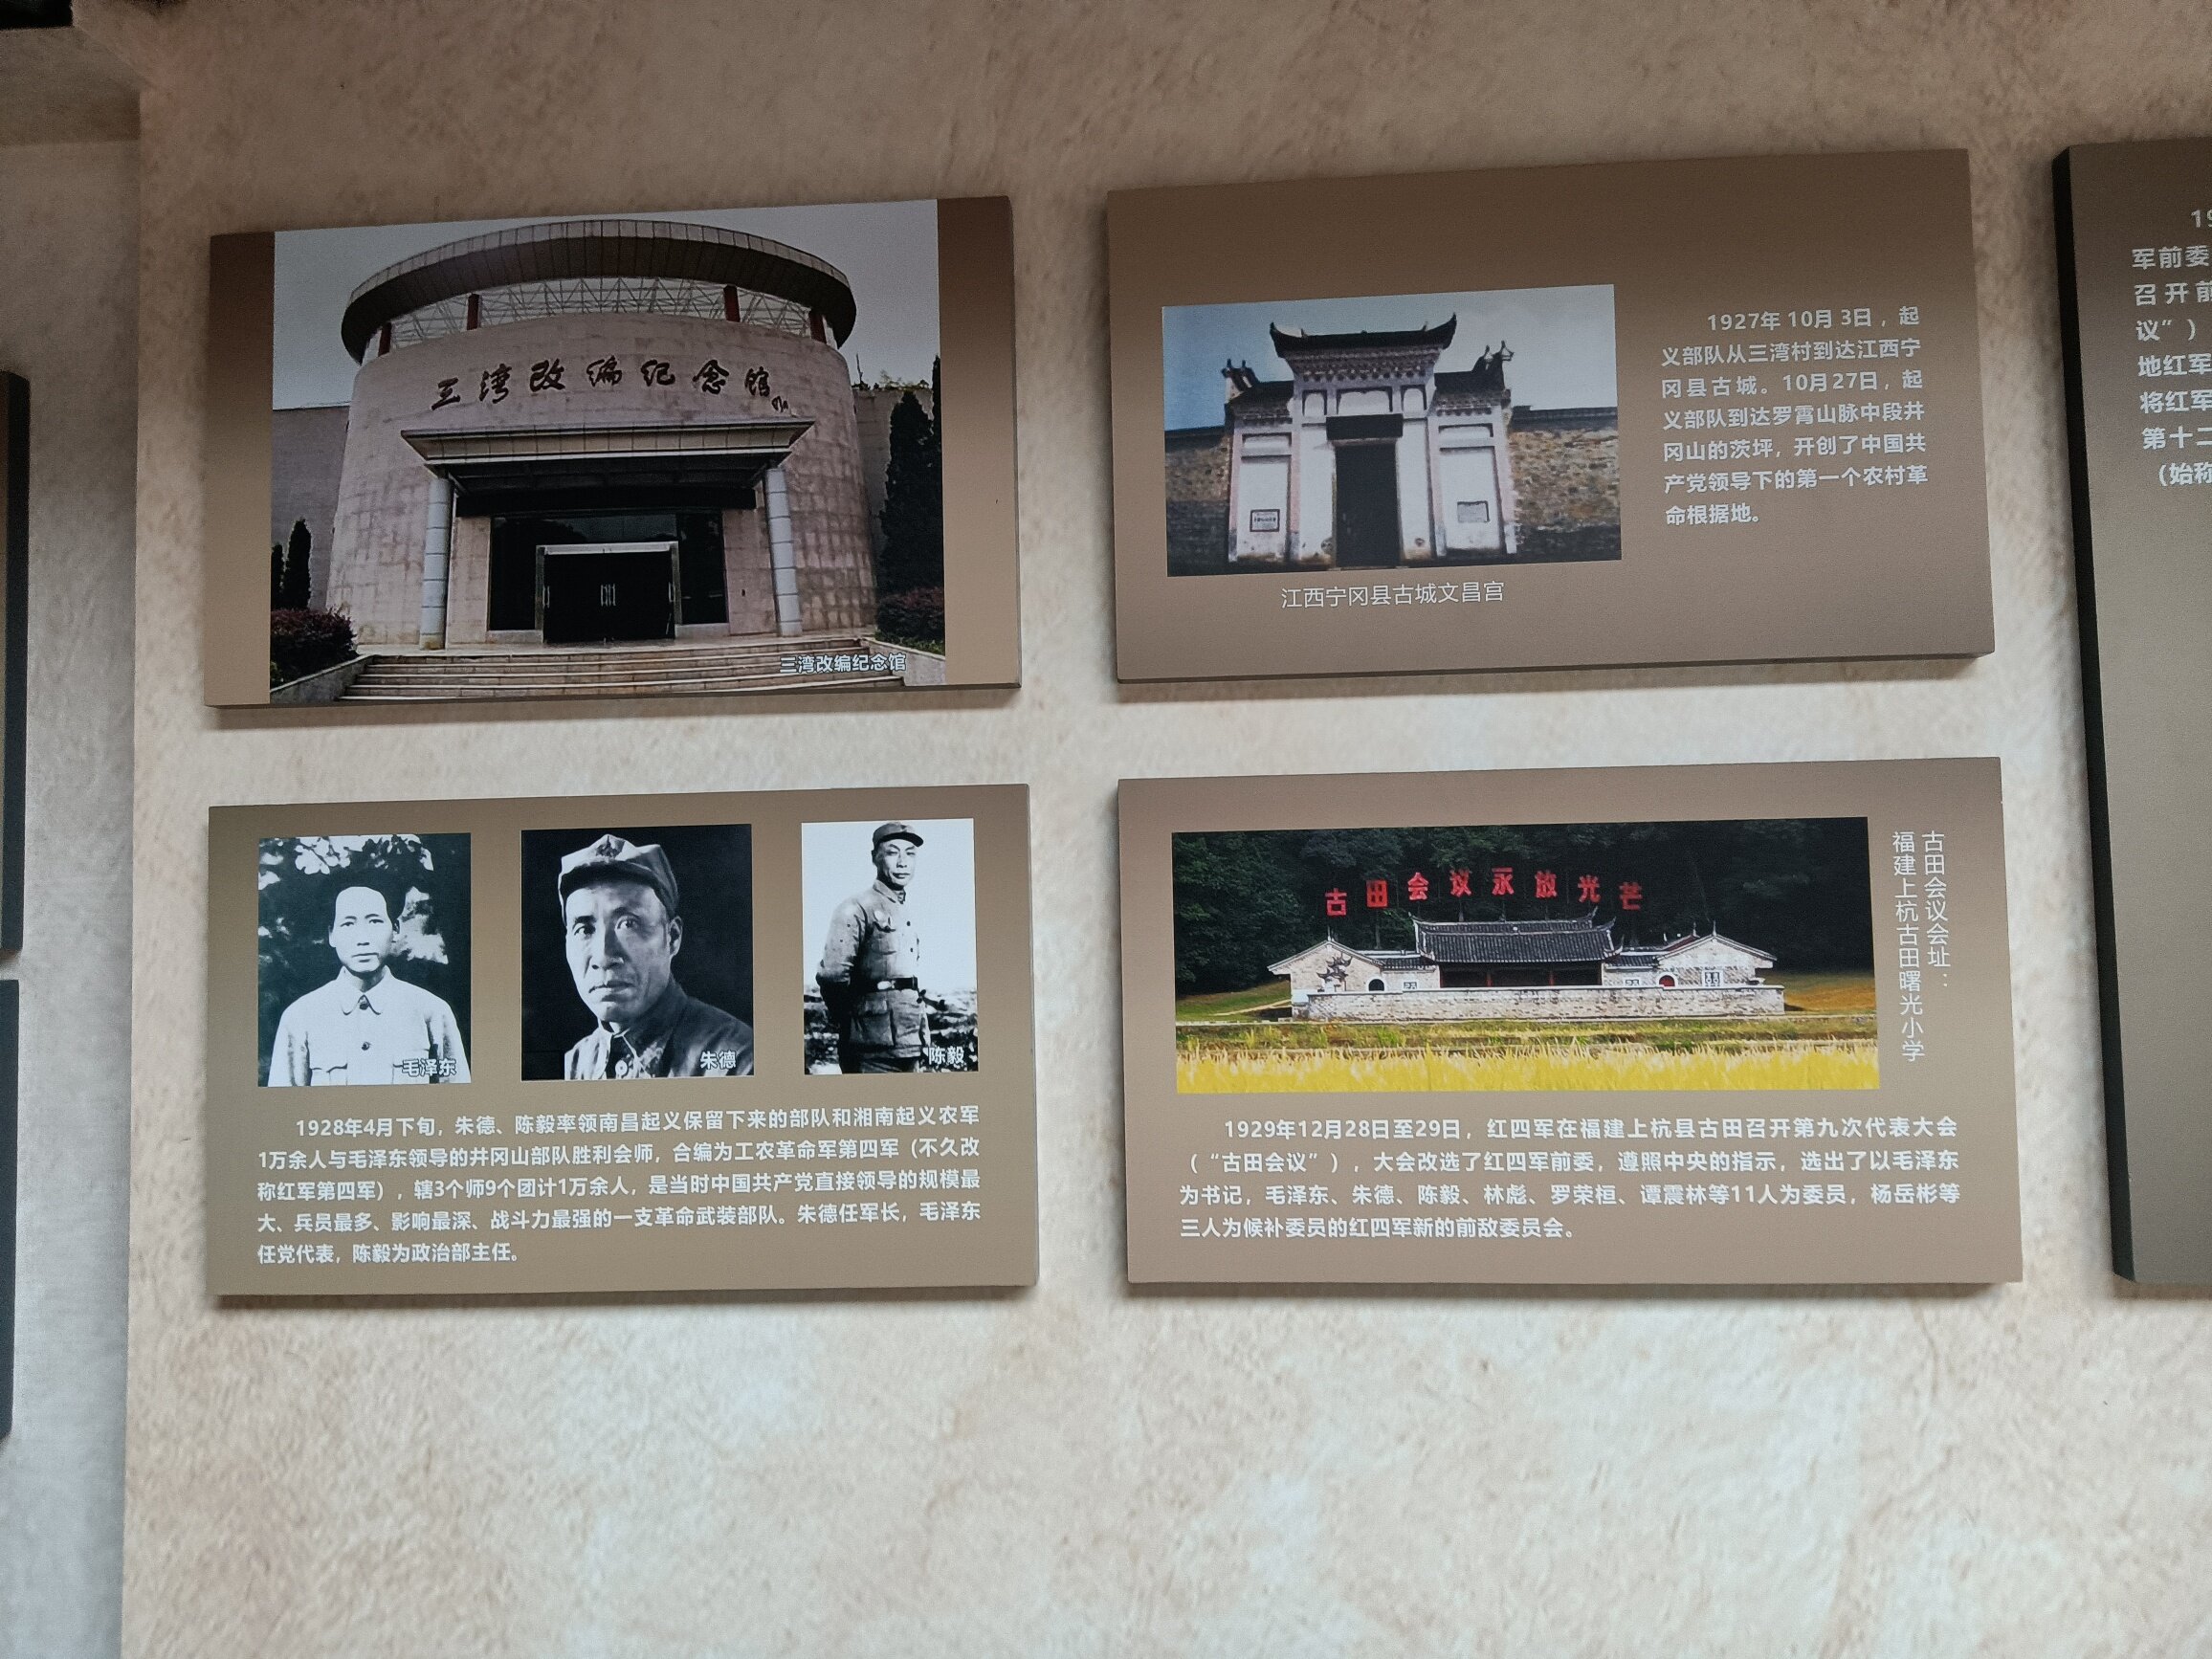 三湾改编纪念馆
三湾改编纪念馆
1927年10月3日，起
义部队从三湾村到达江西宁
冈县古城。10月27日，起
义部队到达罗霄山脉中段井
冈山的茨坪，开创了中国共
产党领导下的第一个农村革
命根据地。
江西宁冈县古城文昌宫
毛泽东
朱德
陈毅
1928年4月下旬，朱德、陈毅率领南昌起义保留下来的部队和湘南起义农军
1万余人与毛泽东领导的井冈山部队胜利会师，合编为工农革命军第四军（不久改
称红军第四军），辖3个师9个团计1万余人，是当时中国共产党直接领导的规模最
大、兵员最多、影响最深、战斗力最强的一支革命武装部队。朱德任军长，毛泽东
任党代表，陈毅为政治部主任。
古田会议永放光芒
古田会议会址：
福建上杭古田曙光小学
1929年12月28日至29日，红四军在福建上杭县古田召开第九次代表大会
（“古田会议”），大会改选了红四军前委，遵照中央的指示，选出了以毛泽东
为书记，毛泽东、朱德、陈毅、林彪、罗荣桓、谭震林等11人为委员，杨岳彬等
三人为候补委员的红四军新的前敌委员会。
军前委
召开前
议”）
地红军
将红军
第十二
（始称